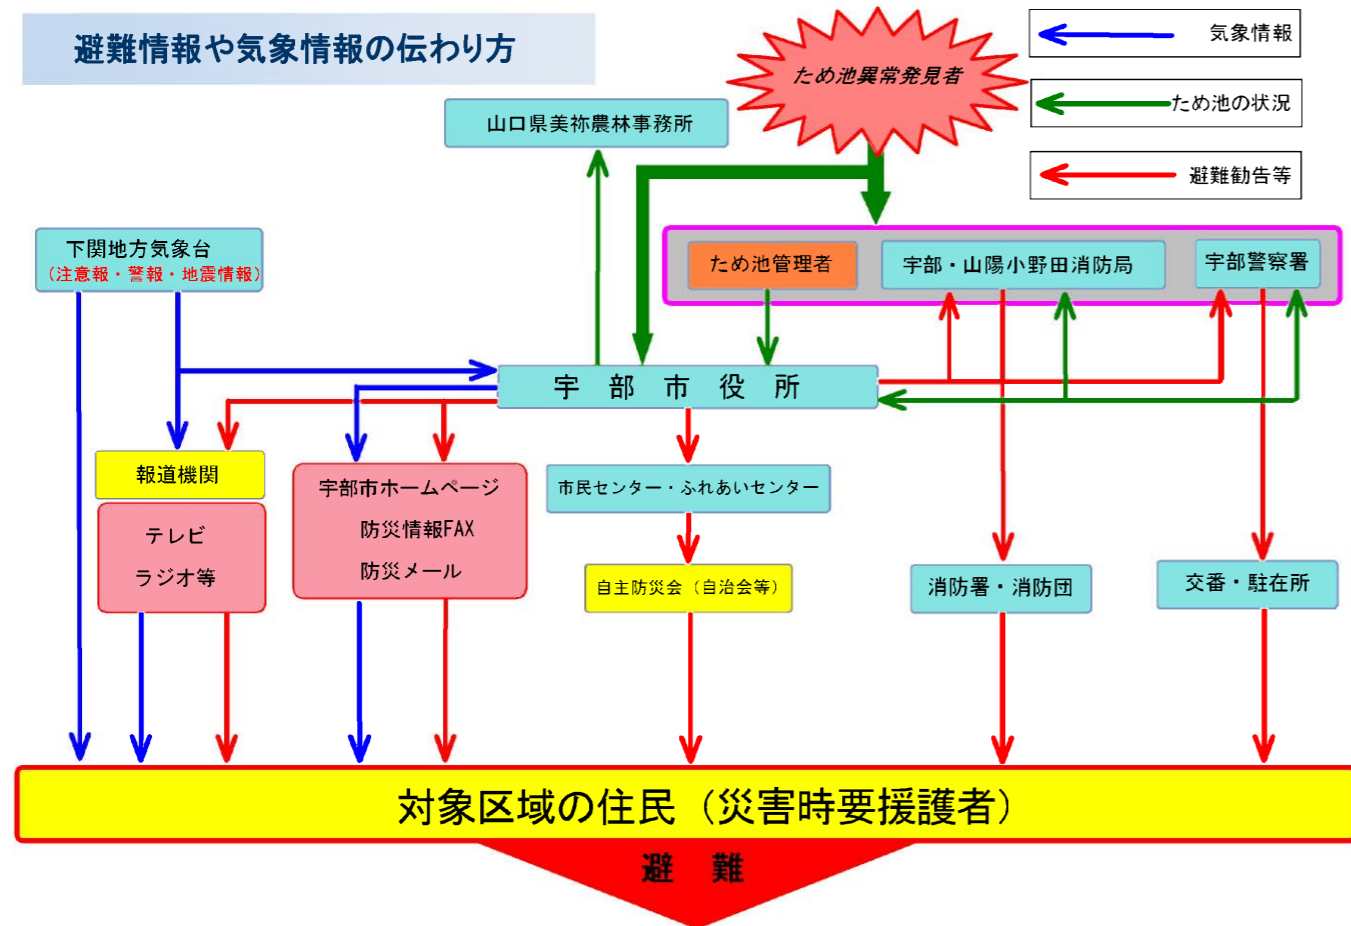 避難情報や気象情報の伝わり方
ため池異常発見者
気象情報
ため池の状況
避難勧告等
山口県美祢農林事務所
下関地方気象台
(注意報・警報・地震情報)
ため池管理者
宇部・山陽小野田消防局
宇部警察署
宇部市役所
報道機関
テレビ
ラジオ等
宇部市ホームページ
防災情報FAX
防災メール
市民センター・ふれあいセンター
自主防災会（自治会等）
消防署・消防団
交番・駐在所
対象区域の住民（災害時要援護者）
避難